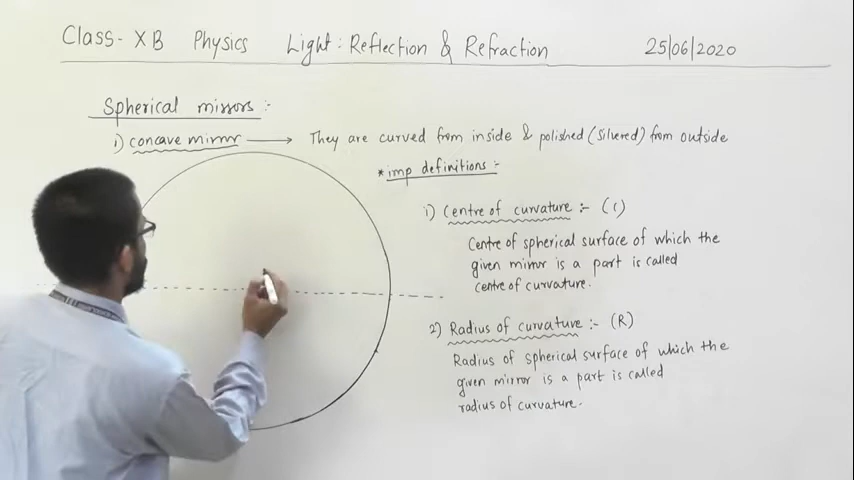 Class- XB Physics Light: Reflection & Refraction 25/06/2020
Spherical mirrors :-
i) concave mirror → They are curved from inside & polished (silvered) from outside
* imp definitions :-
1) Centre of curvature :- (C)
Centre of spherical surface of which the
given mirror is a part is called
centre of curvature.
2) Radius of curvature :- (R)
Radius of spherical surface of which the
given mirror is a part is called
radius of curvature.